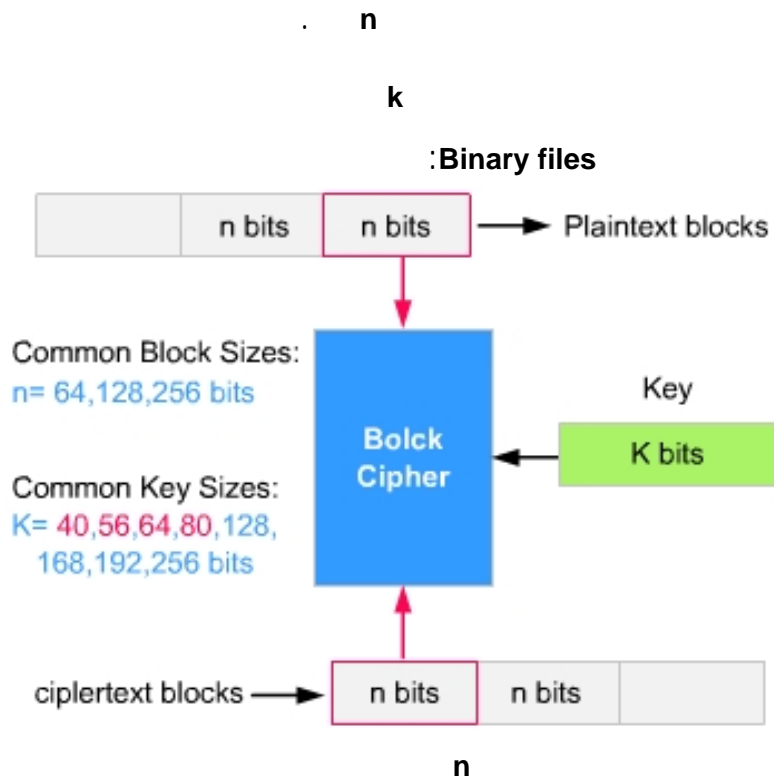 . n
k
:Binary files
n bits n bits Plaintext blocks
Common Block Sizes:
n= 64,128,256 bits
Key
Bolck
Cipher
K bits
Common Key Sizes:
K= 40,56,64,80,128,
168,192,256 bits
ciplertext blocks n bits n bits
n